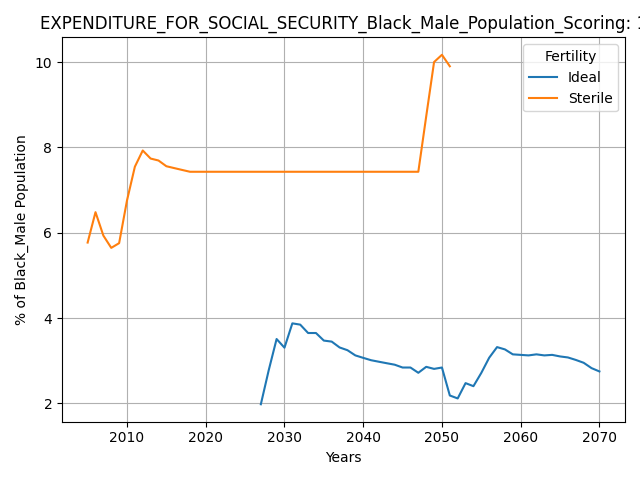 EXPENDITURE_FOR_SOCIAL_SECURITY_Black_Male_Population_Scoring:
Fertility
Ideal
Sterile
% of Black_Male Population
10
8
6
4
2
2010 2020 2030 2040 2050 2060 2070
Years